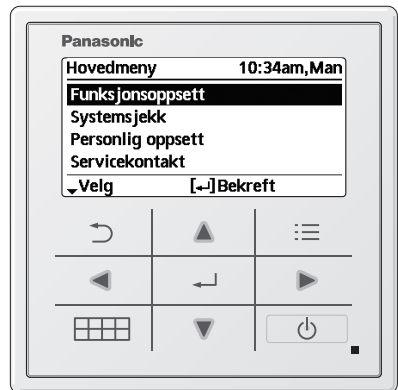 Panasonic
Hovedmeny 10:34am,Man
Funksjonsoppsett
Systemsjekk
Personlig oppsett
Servicekontakt
Velg [↵]Bekreft